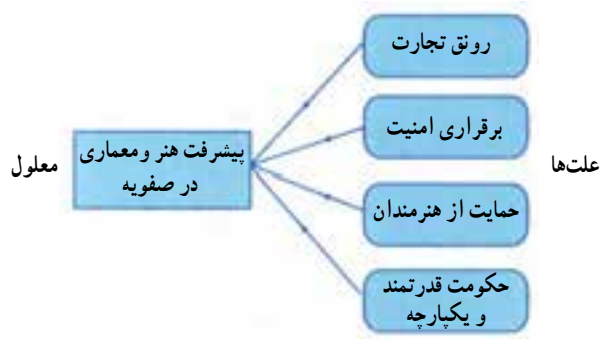 علت‌ها
رونق تجارت
برقراری امنیت
حمایت از هنرمندان
حکومت قدرتمند
و یکپارچه
پیشرفت هنر و معماری
در صفویه
معلول